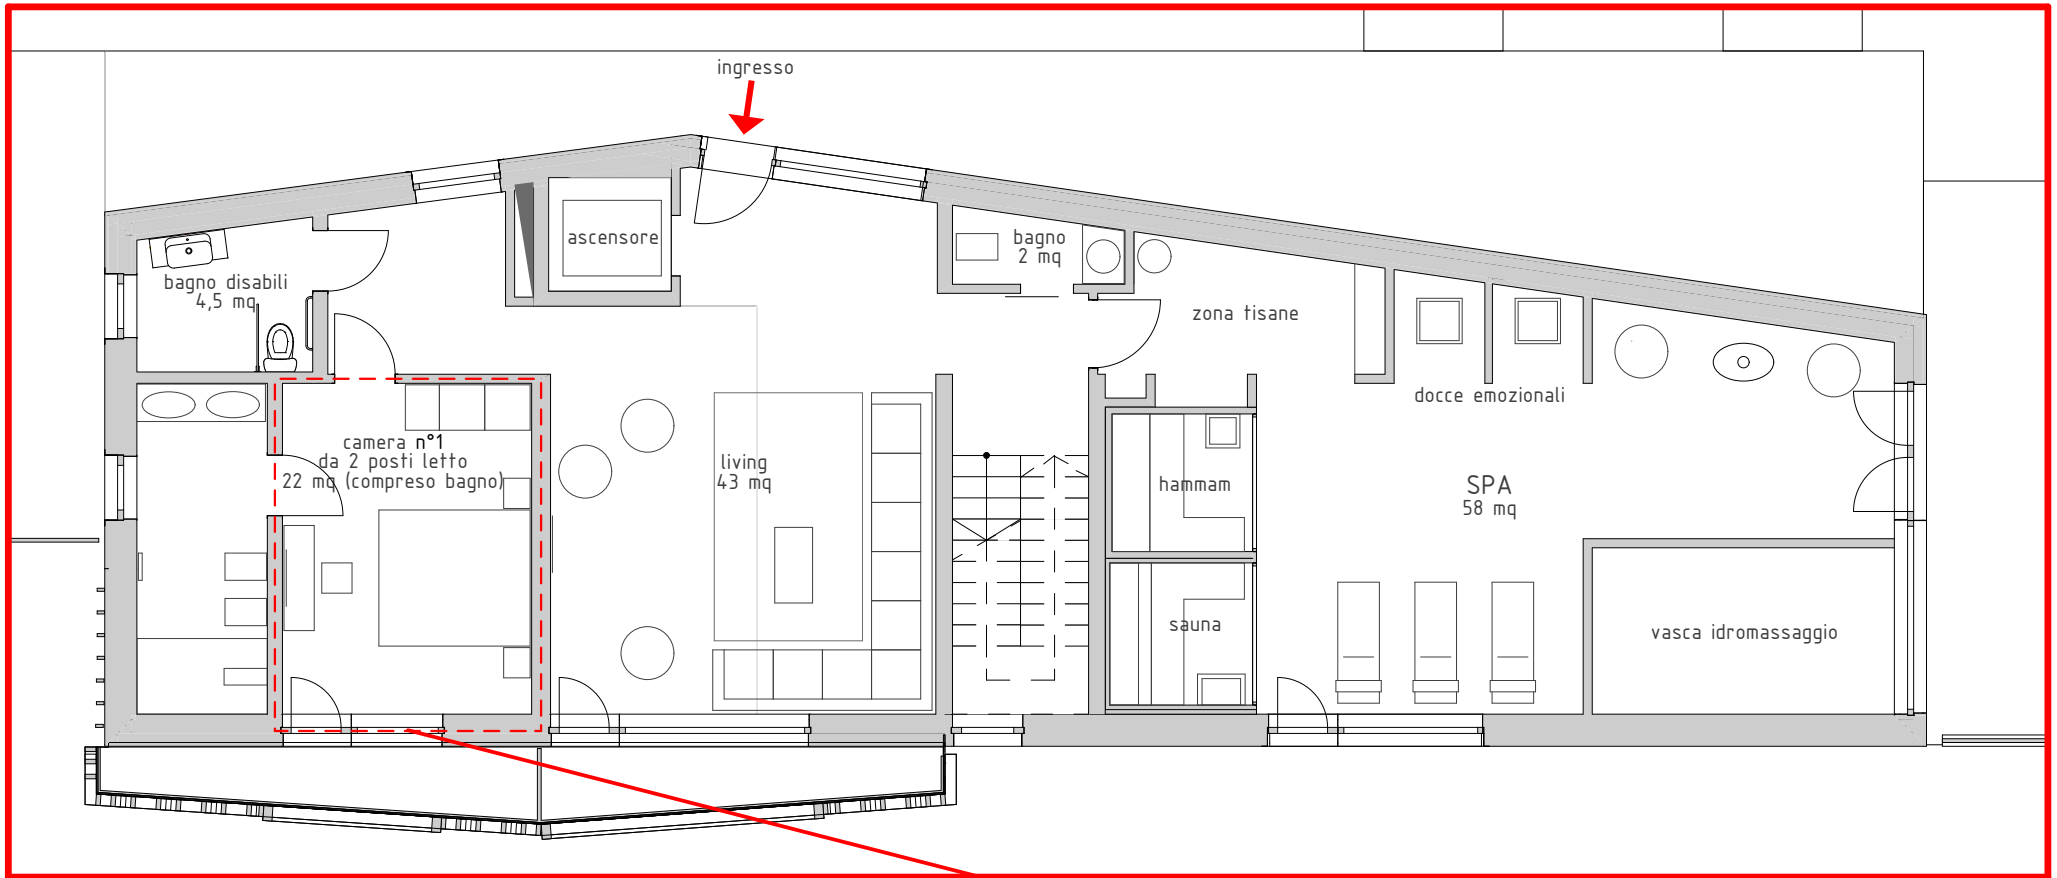 ingresso
ascensore
bagno
2 mq
bagno disabili
4,5 mq
zona tisane
docce emozionali
camera n°1
da 2 posti letto
22 mq (compreso bagno)
living
43 mq
hammam
SPA
58 mq
sauna
vasca idromassaggio